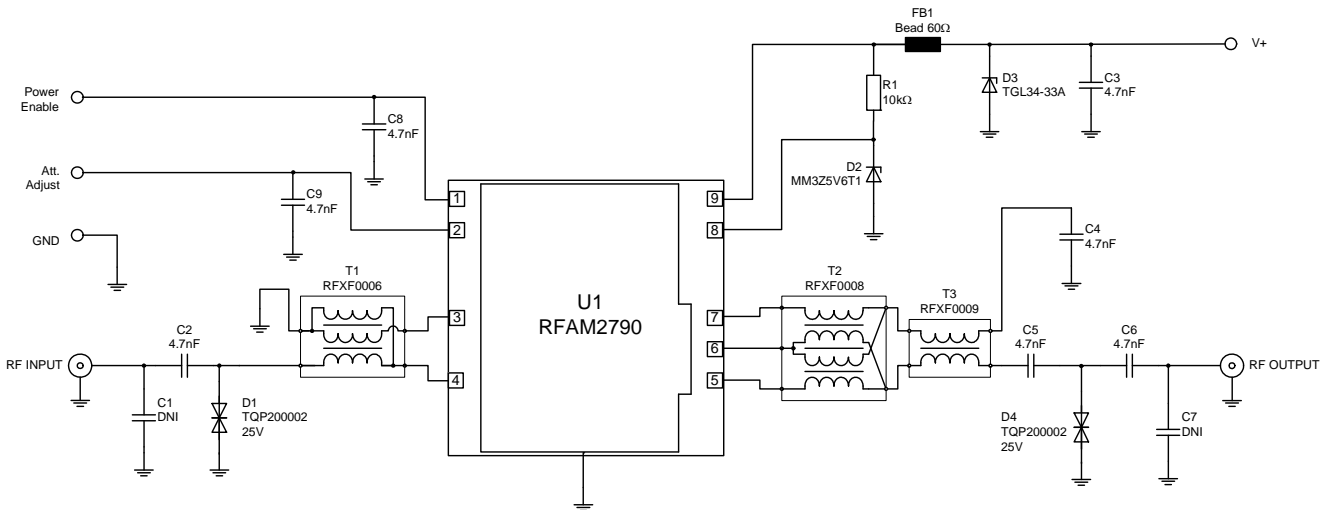 FB1
Bead 60Ω
V+
D3
TGL34-33A
C3
4.7nF
R1
10kΩ
Power
Enable
C8
4.7nF
D2
MM3Z5V6T1
Att.
Adjust
C9
4.7nF
1
9
2
8
GND
C4
4.7nF
T1
RFXF0006
T2
RFXF0008
T3
RFXF0009
U1
RFAM2790
3
7
C2
4.7nF
6
C5
4.7nF
C6
4.7nF
RF INPUT
4
5
RF OUTPUT
C1
DNI
D1
TQP200002
25V
D4
TQP200002
25V
C7
DNI